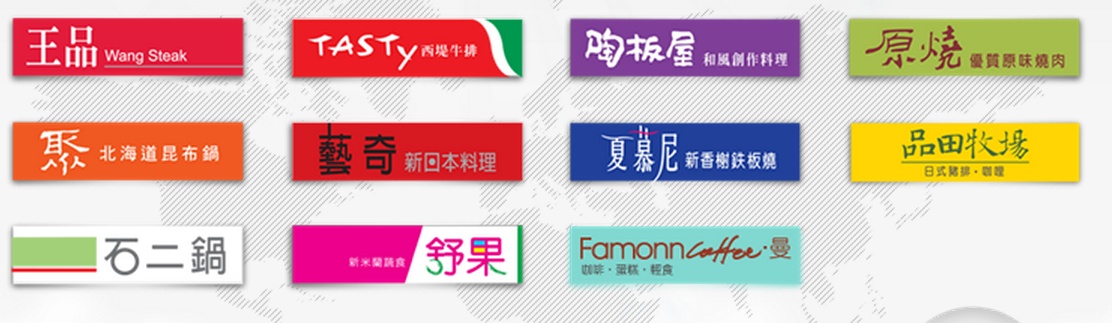 王品 Wang Steak
TASTy 西堤牛排
陶板屋 和風創作料理
原燒 優質原味燒肉
聚 北海道昆布鍋
藝奇 新日本料理
夏慕尼 新香榭鉄板燒
品田牧場
日式豬排・咖哩
石二鍋
新米蘭蔬食 舒果
Famonn Coffee・曼
咖啡・蛋糕・輕食